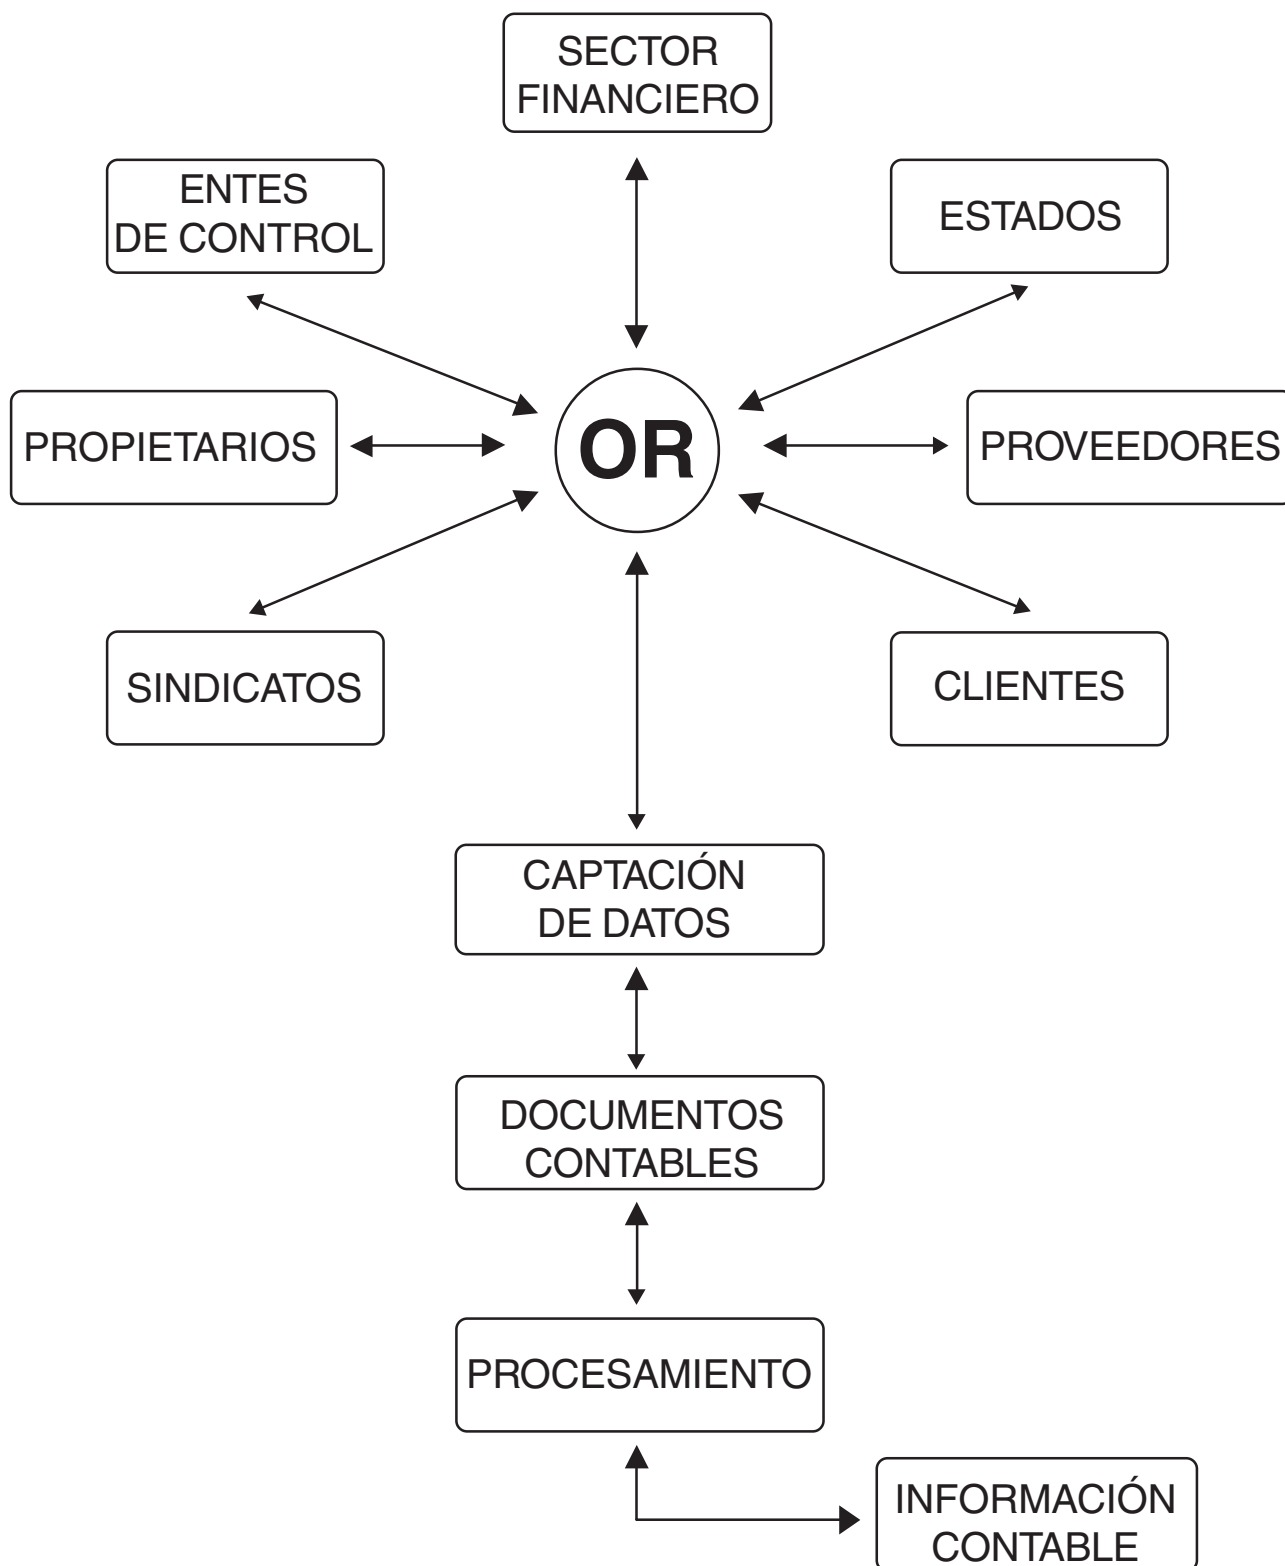 SECTOR
FINANCIERO
ENTES
DE CONTROL
ESTADOS
PROPIETARIOS
OR
PROVEEDORES
SINDICATOS
CLIENTES
CAPTACIÓN
DE DATOS
DOCUMENTOS
CONTABLES
PROCESAMIENTO
INFORMACIÓN
CONTABLE